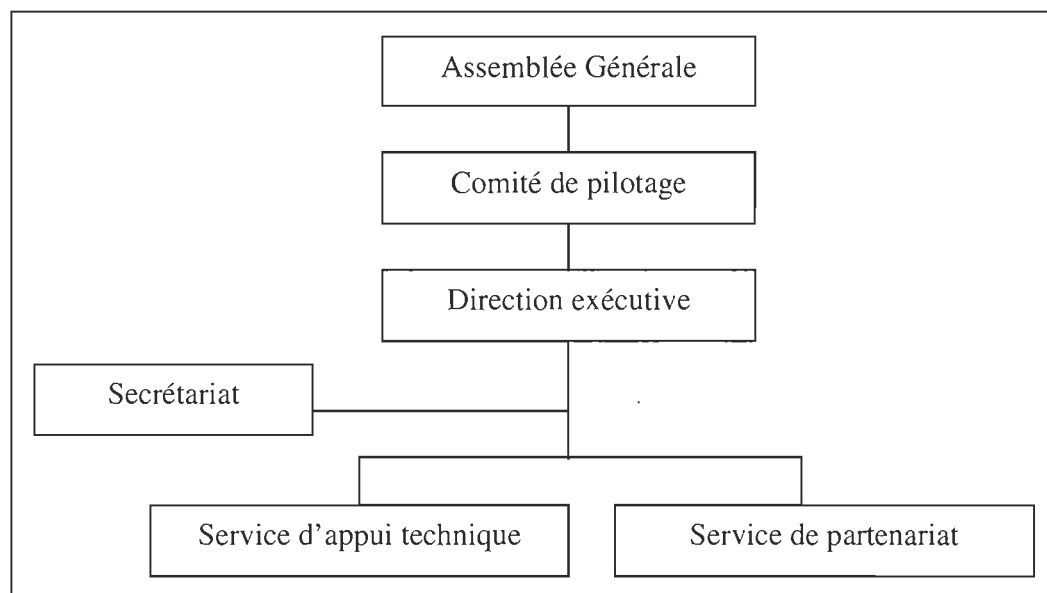 Assemblée Générale
Comité de pilotage
Direction exécutive
Secrétariat
Service d'appui technique
Service de partenariat